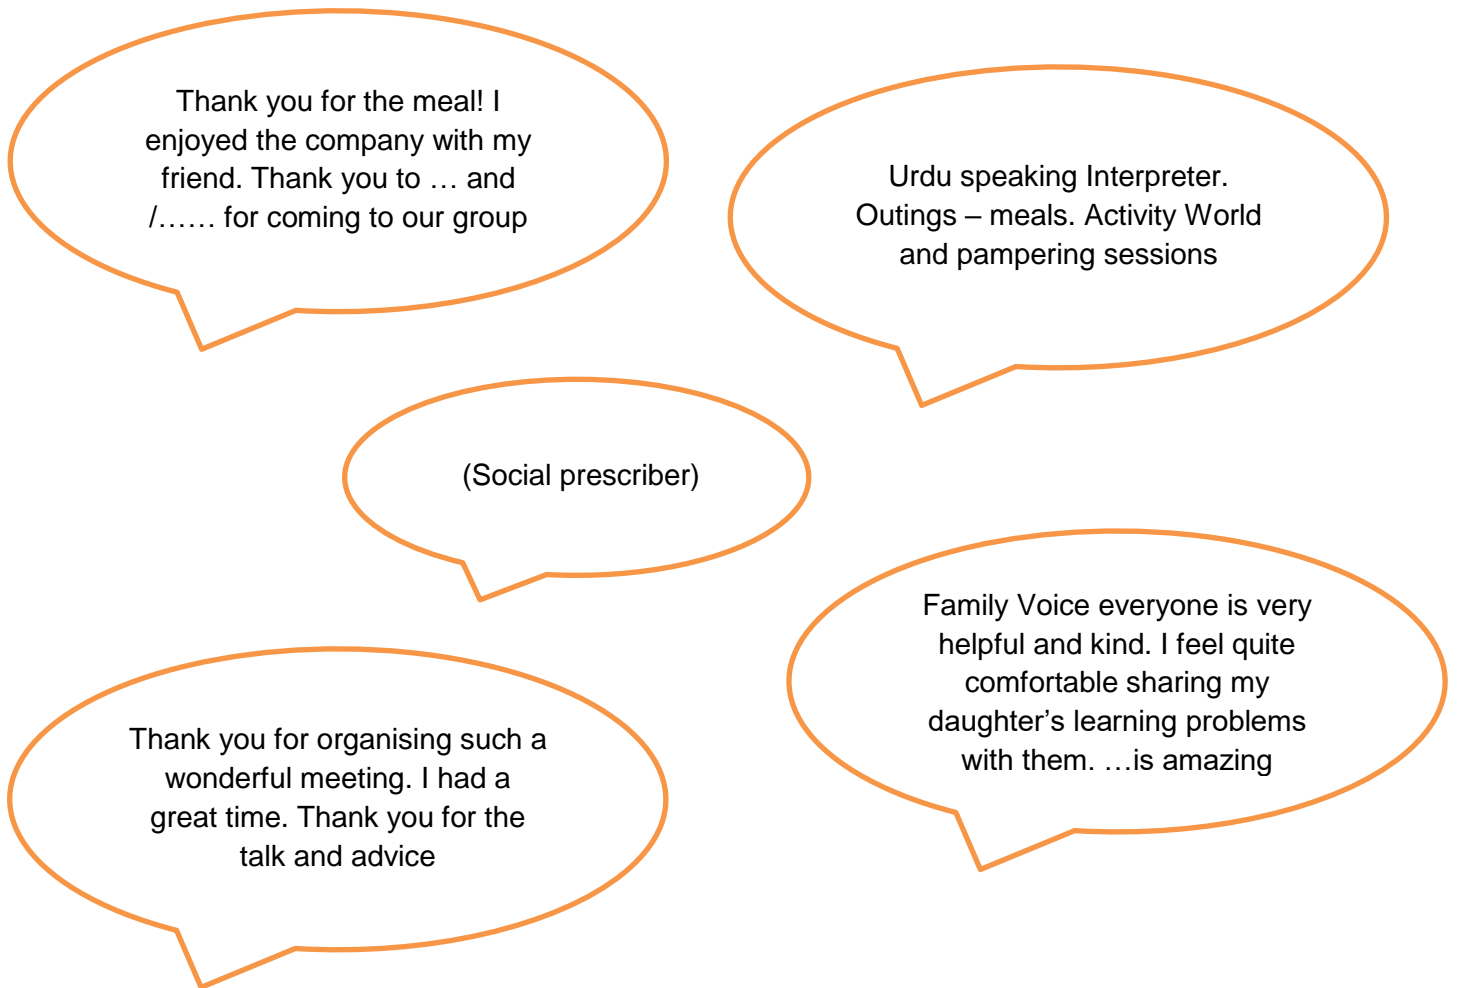 Thank you for the meal! I
enjoyed the company with my
friend. Thank you to … and
/…… for coming to our group
Urdu speaking Interpreter.
Outings – meals. Activity World
and pampering sessions
(Social prescriber)
Family Voice everyone is very
helpful and kind. I feel quite
comfortable sharing my
daughter’s learning problems
with them. …is amazing
Thank you for organising such a
wonderful meeting. I had a
great time. Thank you for the
talk and advice